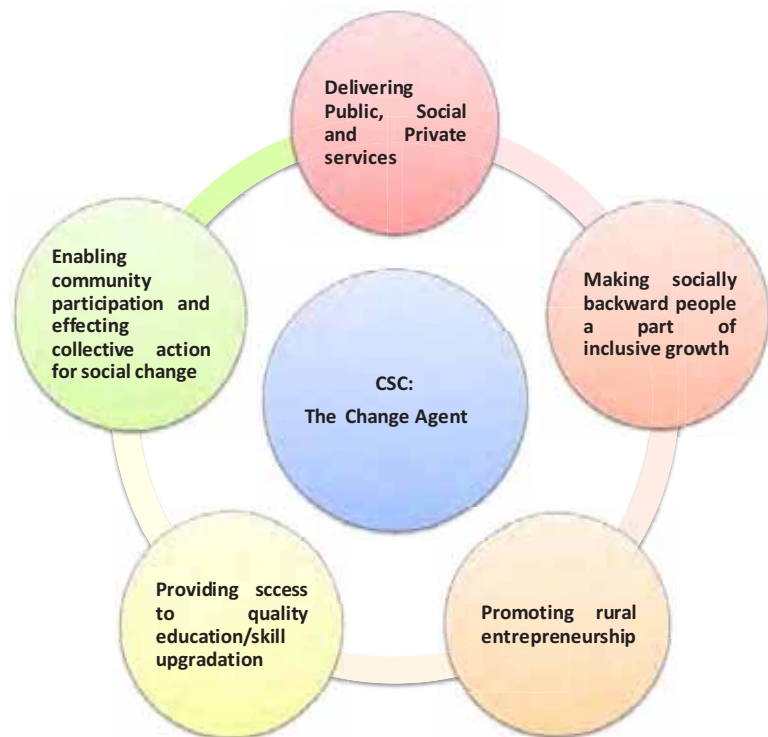 Delivering
Public, Social
and Private
services
Making socially
backward people
a part of
inclusive growth
Promoting rural
entrepreneurship
Providing sccess
to quality
education/skill
upgradation
Enabling
community
participation and
effecting
collective action
for social change
CSC:
The Change Agent